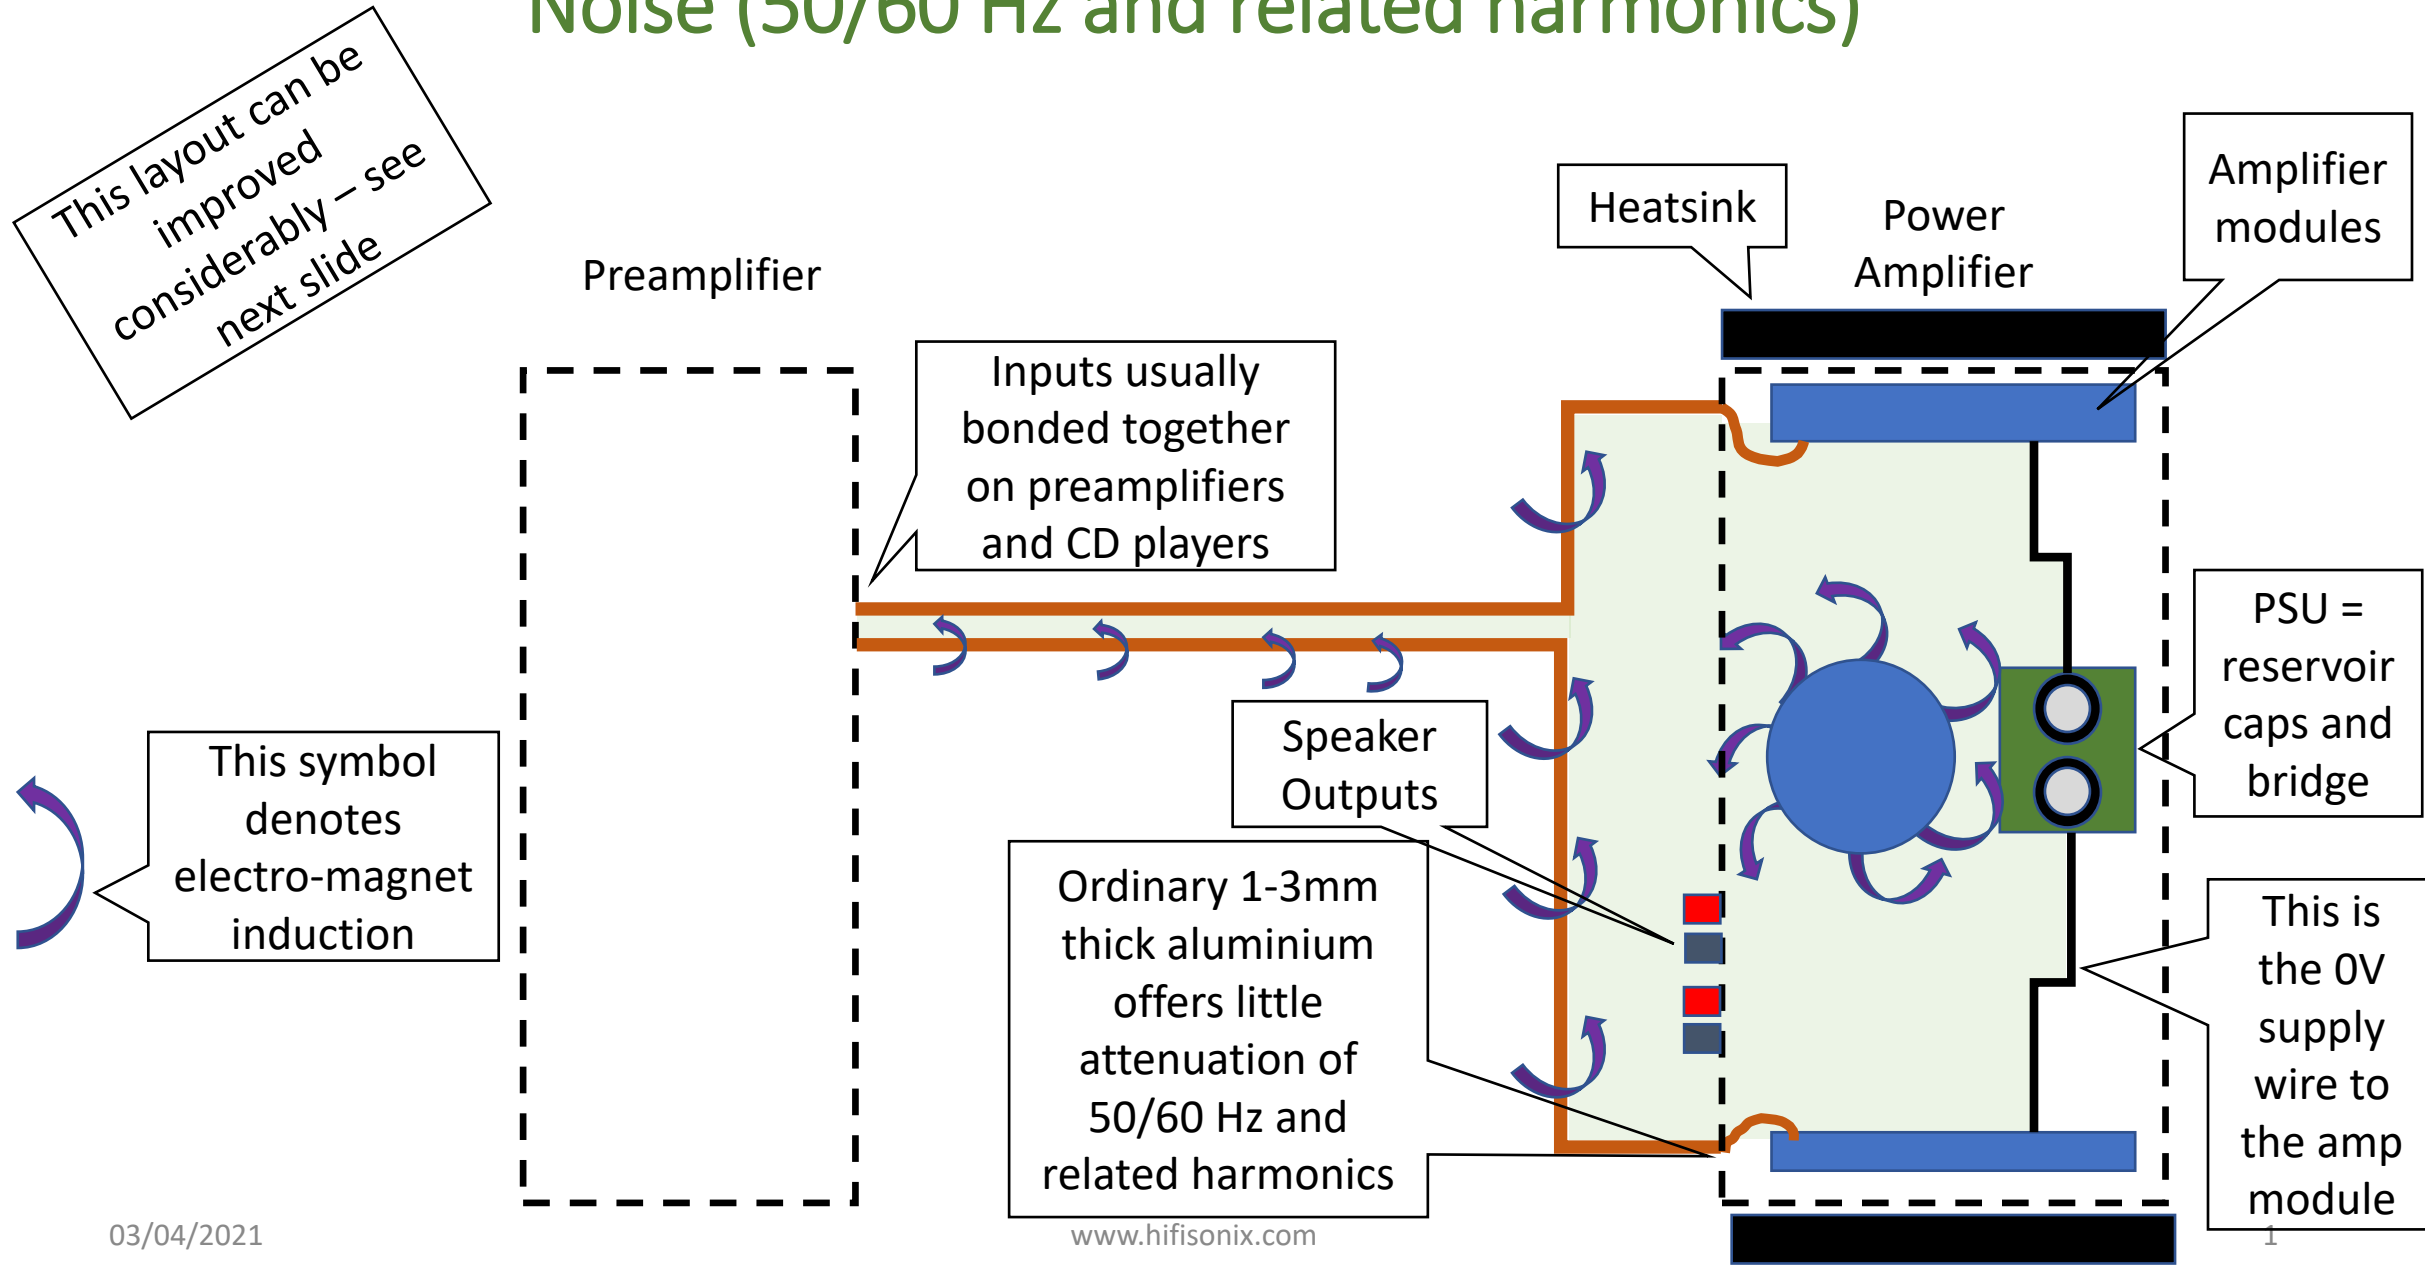 Noise (50/60 Hz and related harmonics)
This layout can be
improved
considerably – see
next slide
Preamplifier
Heatsink
Power
Amplifier
Amplifier
modules
Inputs usually
bonded together
on preamplifiers
and CD players
PSU =
reservoir
caps and
bridge
This symbol
denotes
electro-magnet
induction
Speaker
Outputs
Ordinary 1-3mm
thick aluminium
offers little
attenuation of
50/60 Hz and
related harmonics
This is
the 0V
supply
wire to
the amp
module
03/04/2021
www.hifisonix.com
1